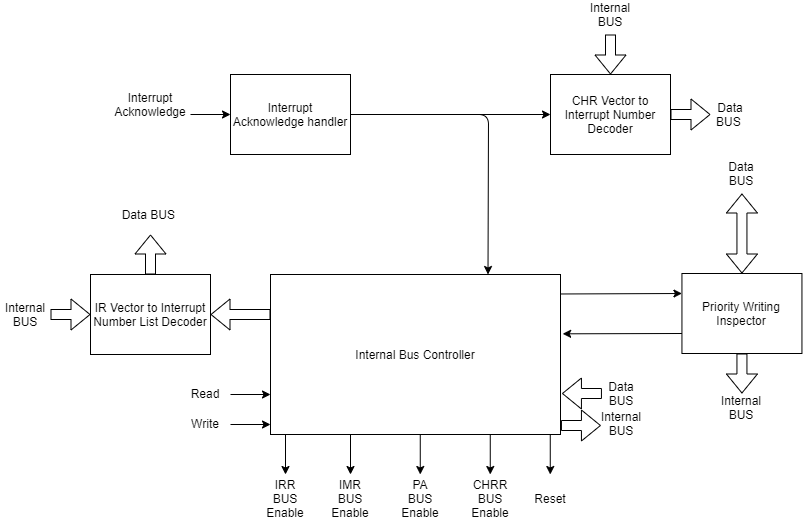 Internal
BUS
Interrupt
Acknowledge
Interrupt
Acknowledge handler
CHR Vector to
Interrupt Number
Decoder
Data
BUS
Data
BUS
Data BUS
Internal
BUS
IR Vector to Interrupt
Number List Decoder
Priority Writing
Inspector
Internal Bus Controller
Read
Write
Data
BUS
Internal
BUS
Internal
BUS
IRR
BUS
Enable
IMR
BUS
Enable
PA
BUS
Enable
CHRR
BUS
Enable
Reset